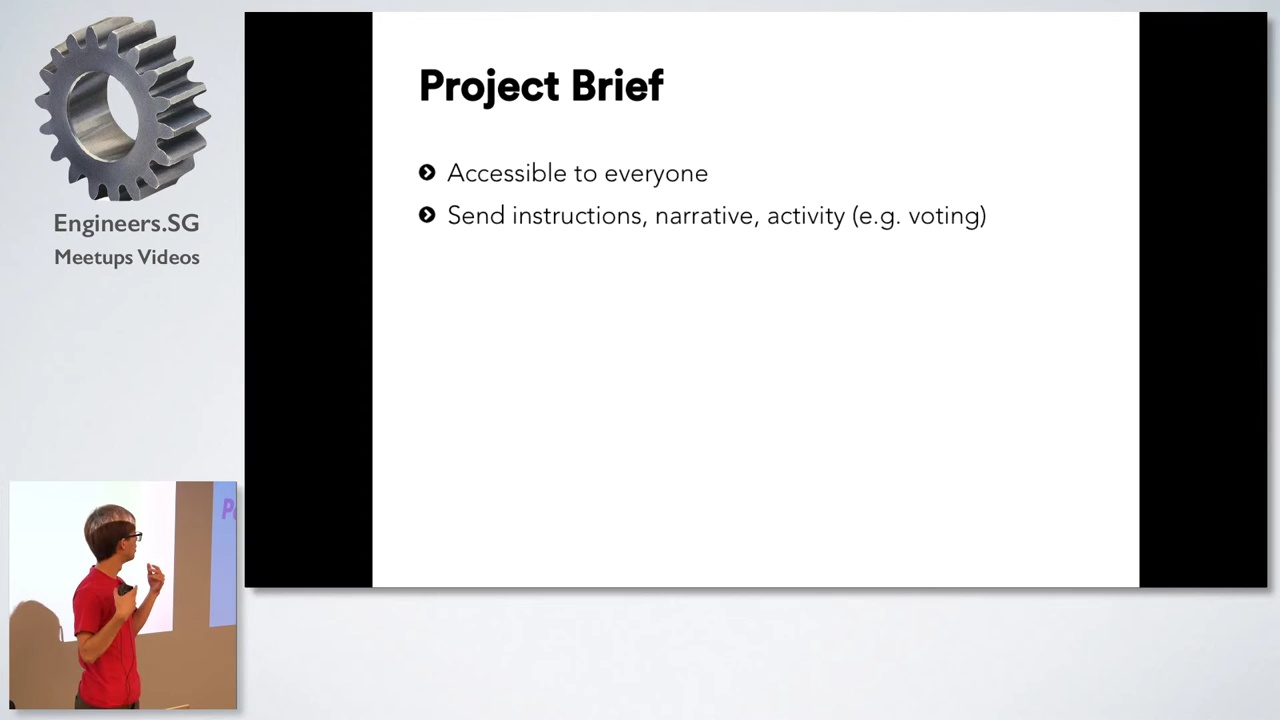 Project Brief
Accessible to everyone
Send instructions, narrative, activity (e.g. voting)
Engineers.SG
Meetups Videos